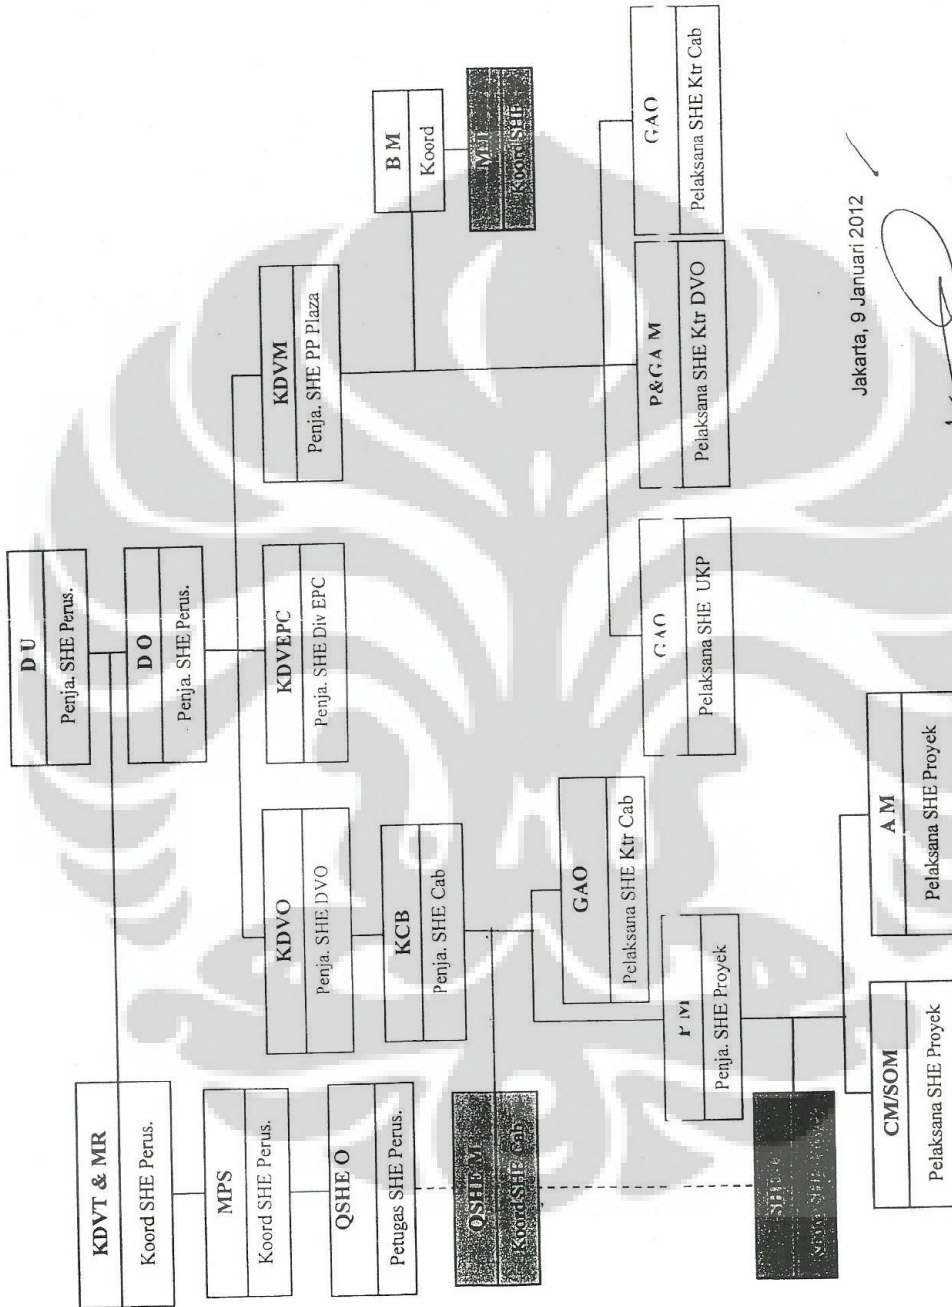 D U
Penja. SHE Perus.
D O
Penja. SHE Perus.
KDVT & MR
Koord SHE Perus.
MPS
Koord SHE Perus.
QSHE O
Petugas SHE Perus.
KDVO
Penja. SHE DVO
KDVEPC
Penja. SHE Div EPC
KDVM
Penja. SHE PP Plaza
B M
Koord
Koord SHE
KCB
Penja. SHE Cab
QSHE M
Koord SHE Cab
GAO
Pelaksana SHE Ktr Cab
P M
Penja. SHE Proyek
GAO
Pelaksana SHE UKP
P&GA M
Pelaksana SHE Ktr DVO
GAO
Pelaksana SHE Ktr Cab
SHE
CM/SOM
Pelaksana SHE Proyek
A M
Pelaksana SHE Proyek
Jakarta, 9 Januari 2012